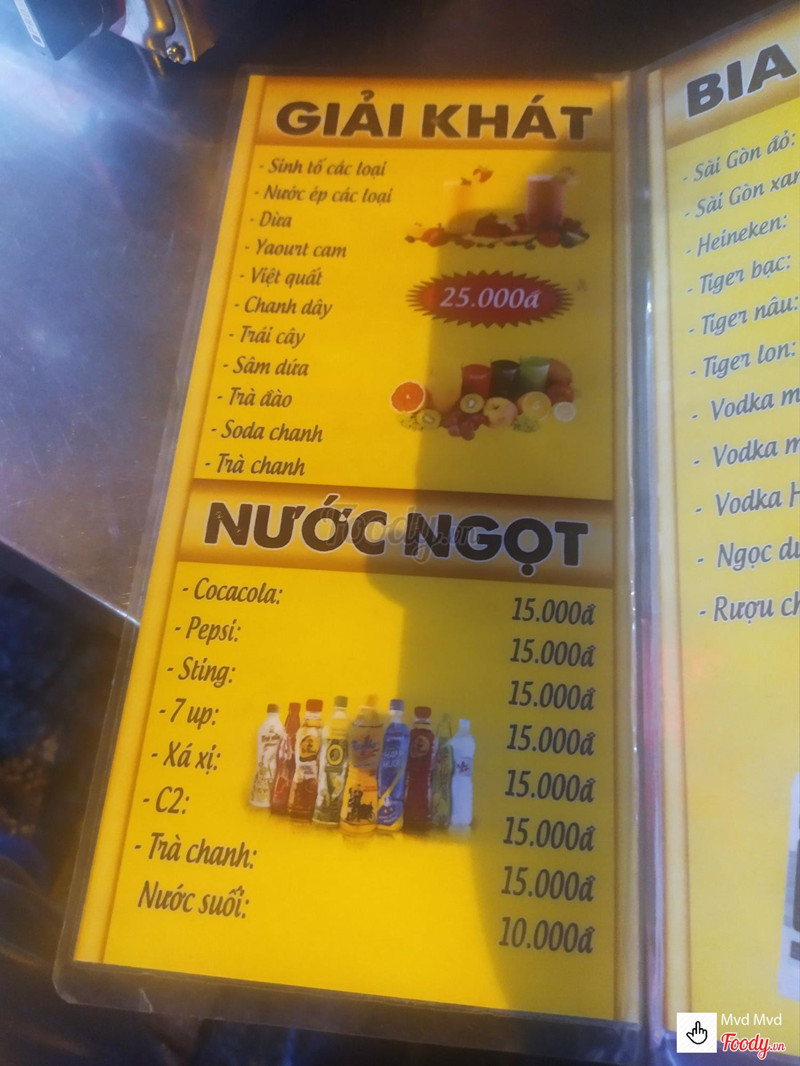 GIẢI KHÁT
- Sinh tố các loại
- Nước ép các loại
- Dừa
- Yaourt cam
- Việt quất
- Chanh dây
- Trái cây
- Sâm dứa
- Trà đào
- Soda chanh
- Trà chanh
25.000đ
NƯỚC NGỌT
- Cocacola: 15.000đ
- Pepsi: 15.000đ
- Sting: 15.000đ
- 7 up: 15.000đ
- Xá xị: 15.000đ
- C2: 15.000đ
- Trà chanh: 15.000đ
Nước suối: 10.000đ
BIA
- Sài Gòn đỏ:
- Sài Gòn
- Heineken:
- Tiger bạc:
- Tiger nâu:
- Tiger lon:
- Vodka
- Vodka
- Vodka
- Ngọc
- Rượu
Foody.vn
Mvd Mvd
Foody.vn